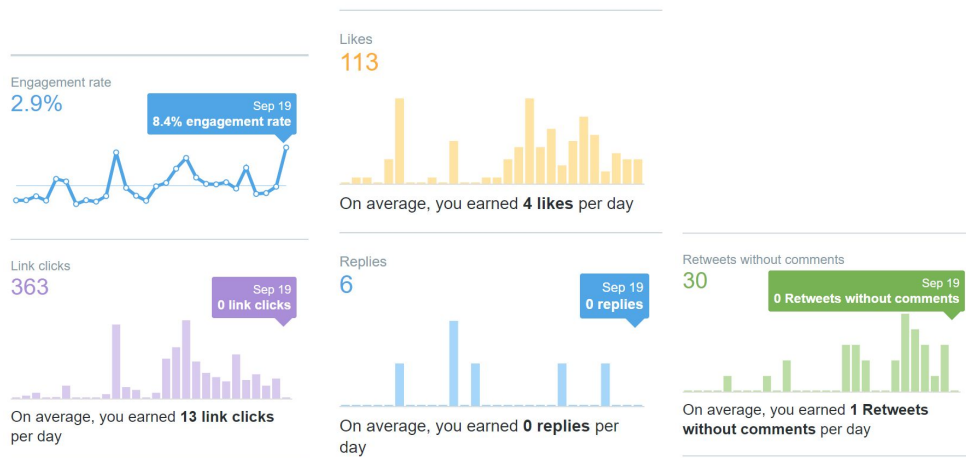 Engagement rate
2.9%
Sep 19
8.4% engagement rate
Likes
113
On average, you earned 4 likes per day
Link clicks
363
Sep 19
0 link clicks
On average, you earned 13 link clicks
per day
Replies
6
Sep 19
0 replies
On average, you earned 0 replies per
day
Retweets without comments
30
Sep 19
0 Retweets without comments
On average, you earned 1 Retweets
without comments per day